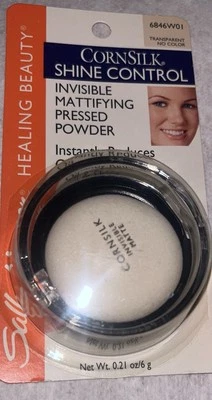 HEALING BEAUTY®
6846W01
TRANSPARENT
NO COLOR
CORNSILK®
SHINE CONTROL
INVISIBLE
MATTIFYING
PRESSED
POWDER
Instantly Reduces
CORNSILK
INVISIBLE
MATTE
Sally
Net Wt. 0.21 oz/6 g